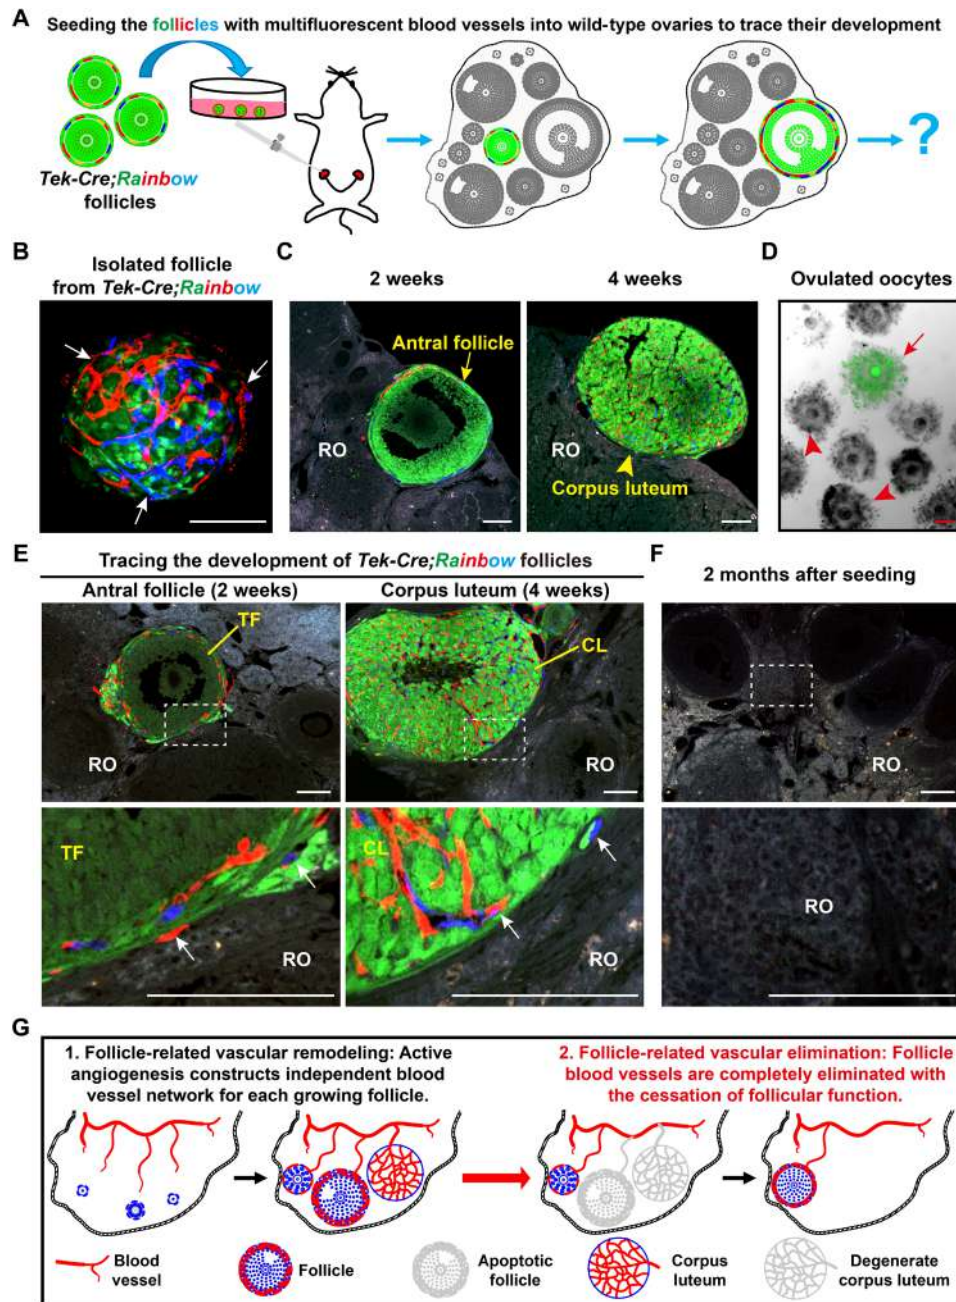 A
Seeding the follicles with multifluorescent blood vessels into wild-type ovaries to trace their development
Tek-Cre;Rainbow
follicles
?
B
Isolated follicle
from Tek-Cre;Rainbow
C
2 weeks
4 weeks
Antral follicle
RO
RO
Corpus luteum
D
Ovulated oocytes
E
Tracing the development of Tek-Cre;Rainbow follicles
Antral follicle (2 weeks)
Corpus luteum (4 weeks)
TF
RO
CL
RO
TF
RO
CL
RO
F
2 months after seeding
RO
RO
G
1. Follicle-related vascular remodeling: Active
angiogenesis constructs independent blood
vessel network for each growing follicle.
2. Follicle-related vascular elimination: Follicle
blood vessels are completely eliminated with
the cessation of follicular function.
Blood
vessel
Follicle
Apoptotic
follicle
Corpus
luteum
Degenerate
corpus luteum